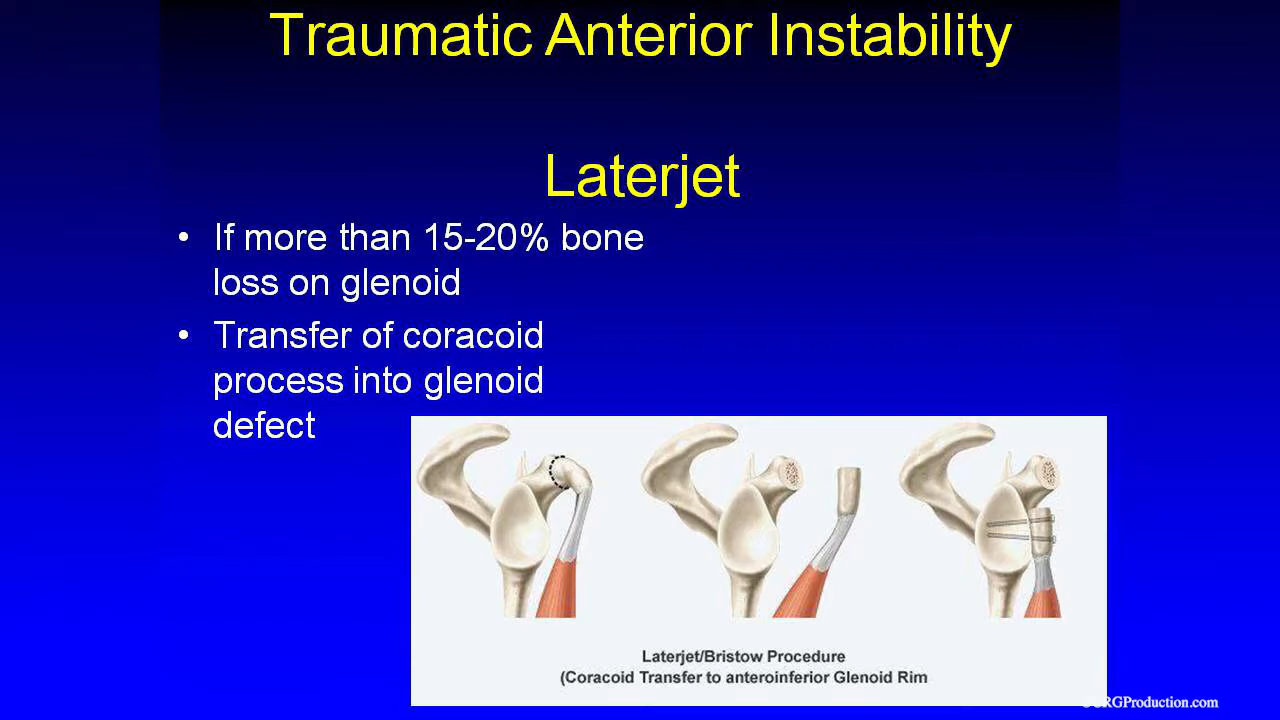 Traumatic Anterior Instability
Laterjet
• If more than 15-20% bone
loss on glenoid
• Transfer of coracoid
process into glenoid
defect
Laterjet/Bristow Procedure
(Coracoid Transfer to anteroinferior Glenoid Rim